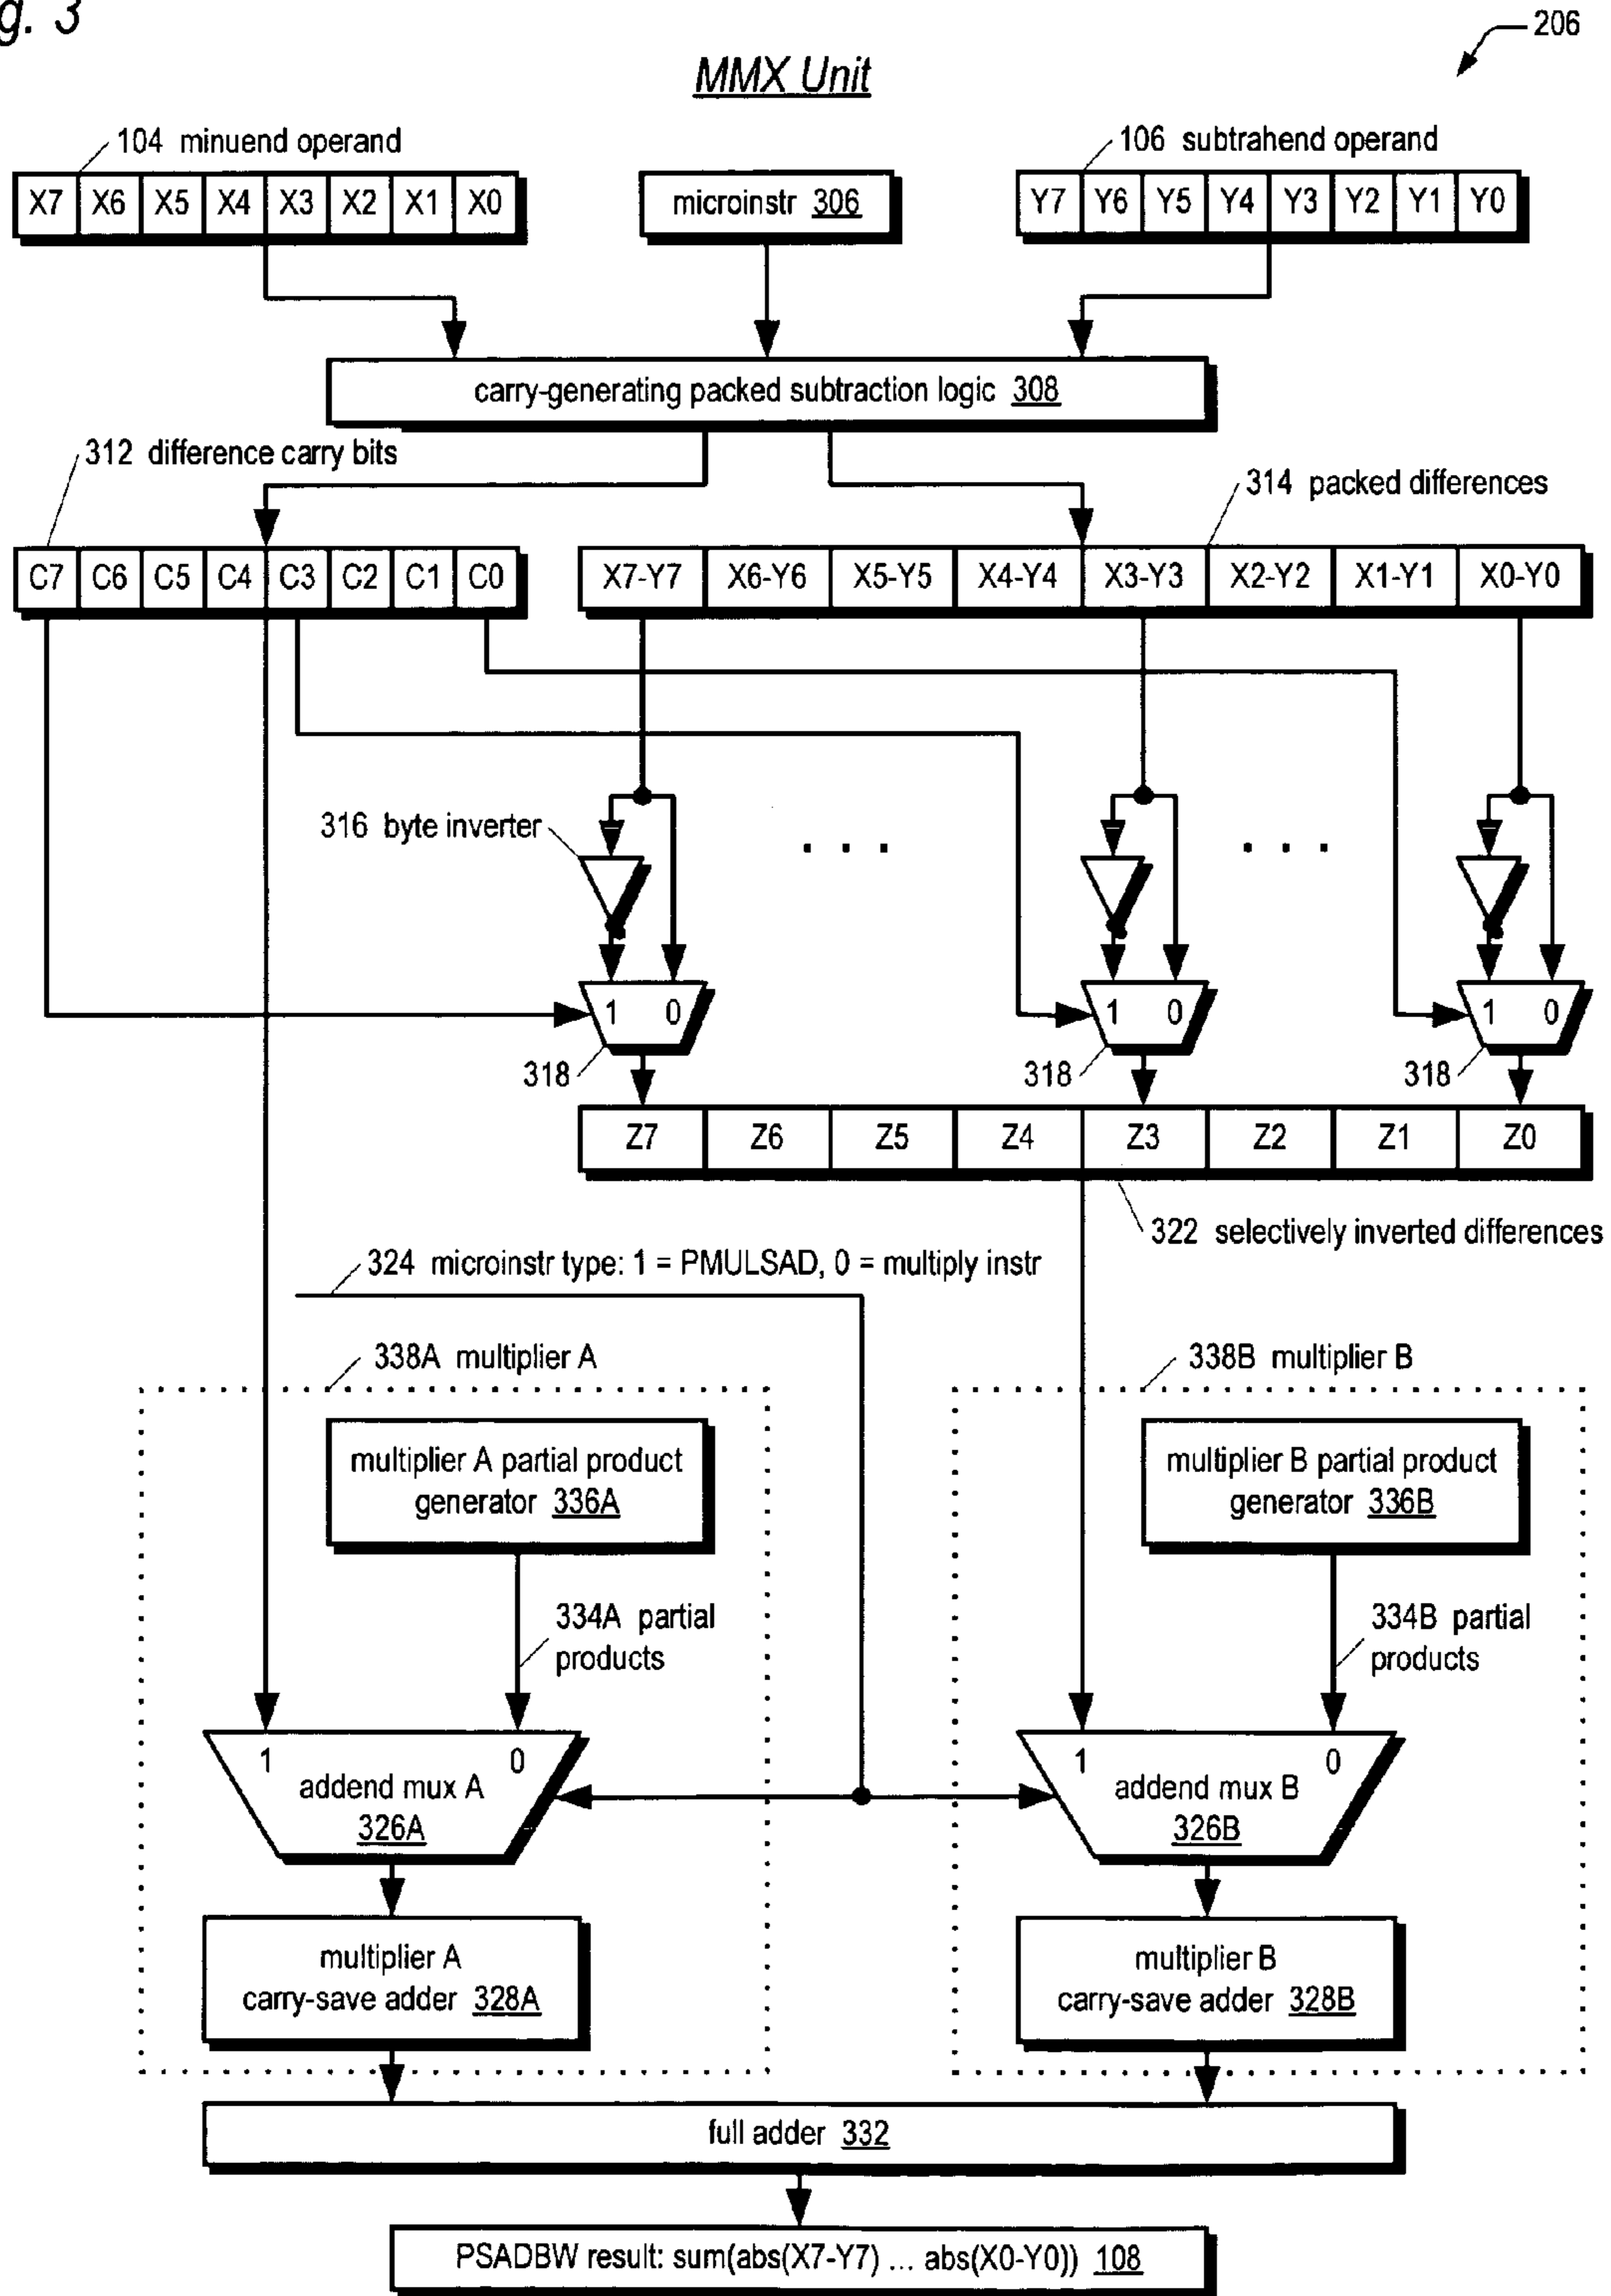 g. 3
206
MMX Unit
104 minuend operand
106 subtrahend operand
X7 X6 X5 X4 X3 X2 X1 X0
microinstr 306
Y7 Y6 Y5 Y4 Y3 Y2 Y1 Y0
carry-generating packed subtraction logic 308
312 difference carry bits
314 packed differences
C7 C6 C5 C4 C3 C2 C1 C0
X7-Y7 X6-Y6 X5-Y5 X4-Y4 X3-Y3 X2-Y2 X1-Y1 X0-Y0
316 byte inverter
. . .
. . .
1 0
1 0
1 0
318
318
318
Z7 Z6 Z5 Z4 Z3 Z2 Z1 Z0
322 selectively inverted differences
324 microinstr type: 1 = PMULSAD, 0 = multiply instr
338A multiplier A
338B multiplier B
multiplier A partial product
generator 336A
multiplier B partial product
generator 336B
334A partial
products
334B partial
products
1 0
addend mux A
326A
1 0
addend mux B
326B
multiplier A
carry-save adder 328A
multiplier B
carry-save adder 328B
full adder 332
PSADBW result: sum(abs(X7-Y7) ... abs(X0-Y0)) 108